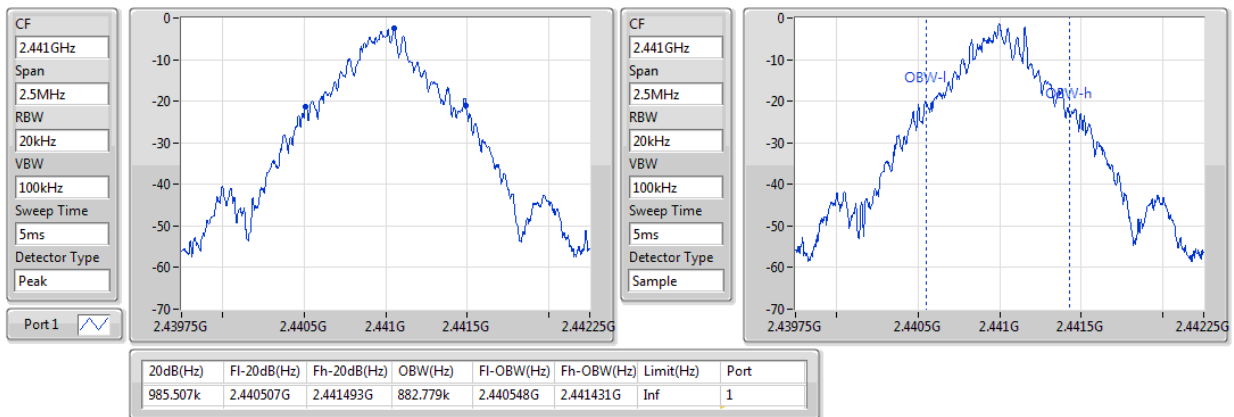 CF
2.441GHz
Span
2.5MHz
RBW
20kHz
VBW
100kHz
Sweep Time
5ms
Detector Type
Peak
Port 1
0-
-10-
-20-
-30-
-40-
-50-
-60-
-70-
2.43975G 2.4405G 2.441G 2.4415G 2.44225G
CF
2.441GHz
Span
2.5MHz
RBW
20kHz
VBW
100kHz
Sweep Time
5ms
Detector Type
Sample
0-
-10-
-20-
-30-
-40-
-50-
-60-
-70-
OBW-l
OBW-h
2.43975G 2.4405G 2.441G 2.4415G 2.44225G
20dB(Hz) Fl-20dB(Hz) Fh-20dB(Hz) OBW(Hz) Fl-OBW(Hz) Fh-OBW(Hz) Limit(Hz) Port
985.507k 2.440507G 2.441493G 882.779k 2.440548G 2.441431G Inf 1